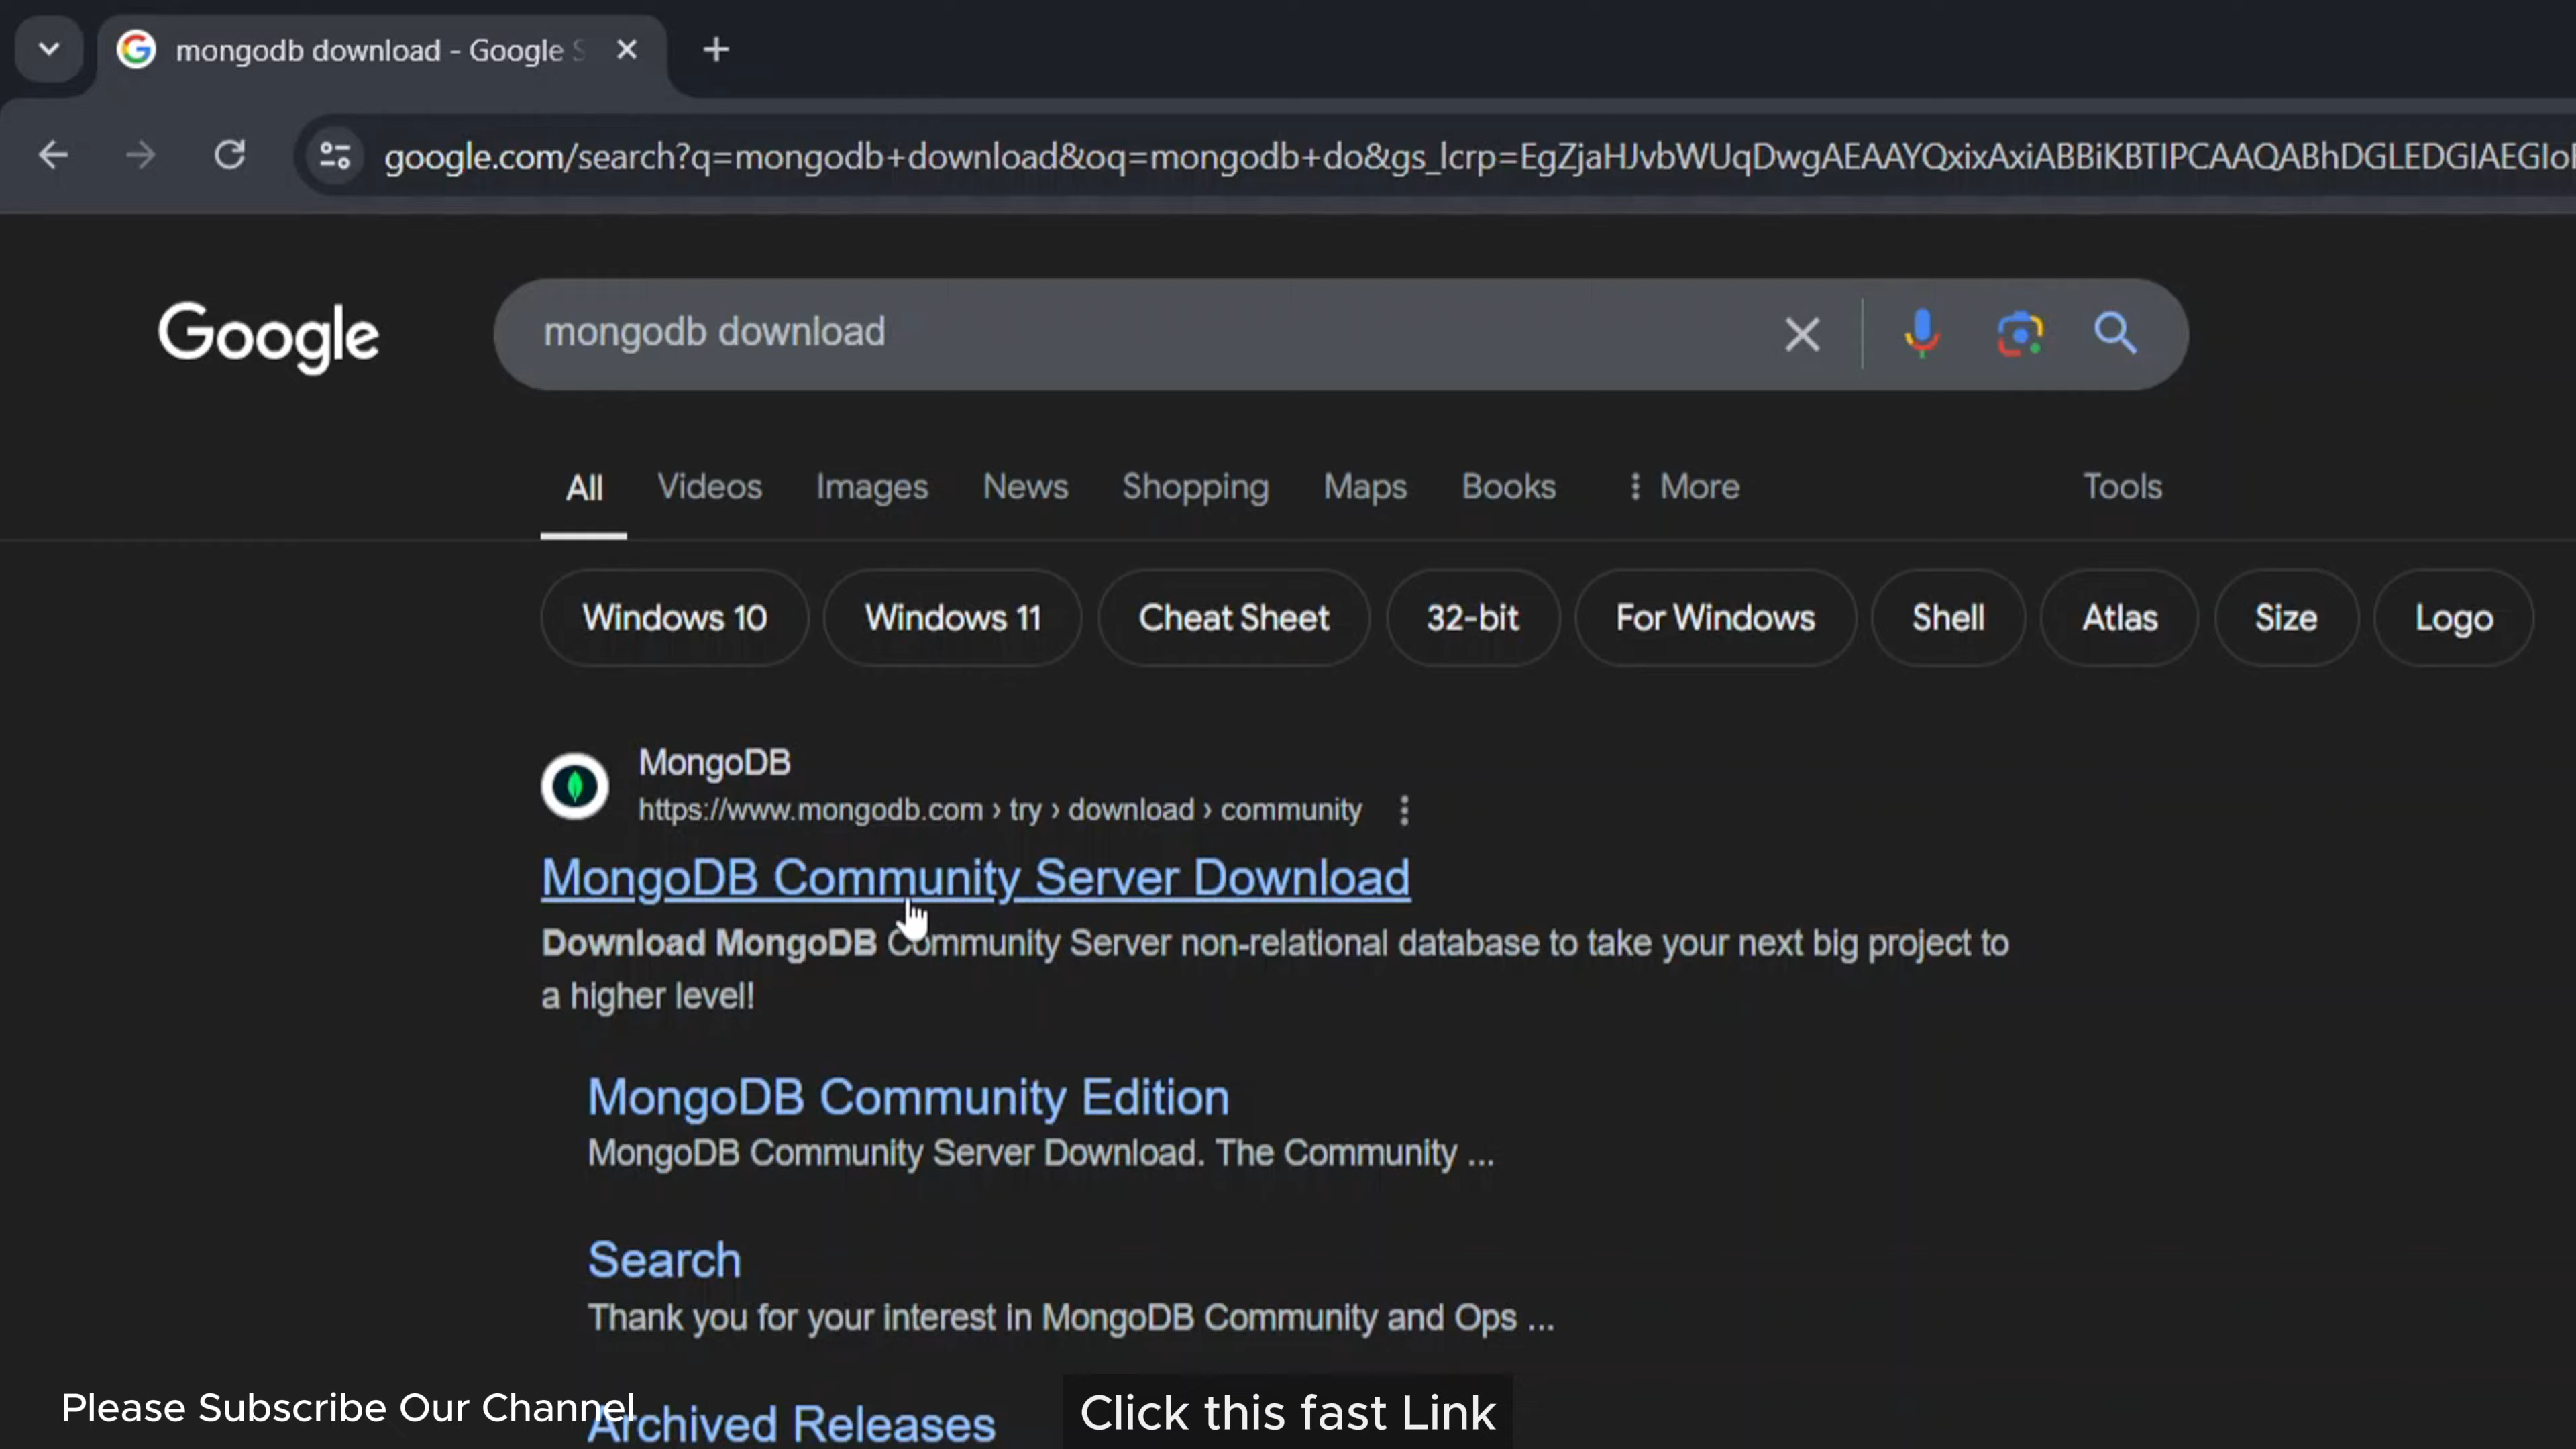 mongodb download - Google S
google.com/search?q=mongodb+download&oq=mongodb+do&gs_lcrp=EgZjaHJvbWUqDwgAEAAYQxixAxiABBiKBTIPCAAQABhDGLEDGIAEGIo
Google
mongodb download
All Videos Images News Shopping Maps Books More Tools
Windows 10 Windows 11 Cheat Sheet 32-bit For Windows Shell Atlas Size Logo
MongoDB
https://www.mongodb.com › try › download › community
MongoDB Community Server Download
Download MongoDB Community Server non-relational database to take your next big project to
a higher level!
MongoDB Community Edition
MongoDB Community Server Download. The Community ...
Search
Thank you for your interest in MongoDB Community and Ops ...
Archived Releases
Please Subscribe Our Channel
Click this fast Link